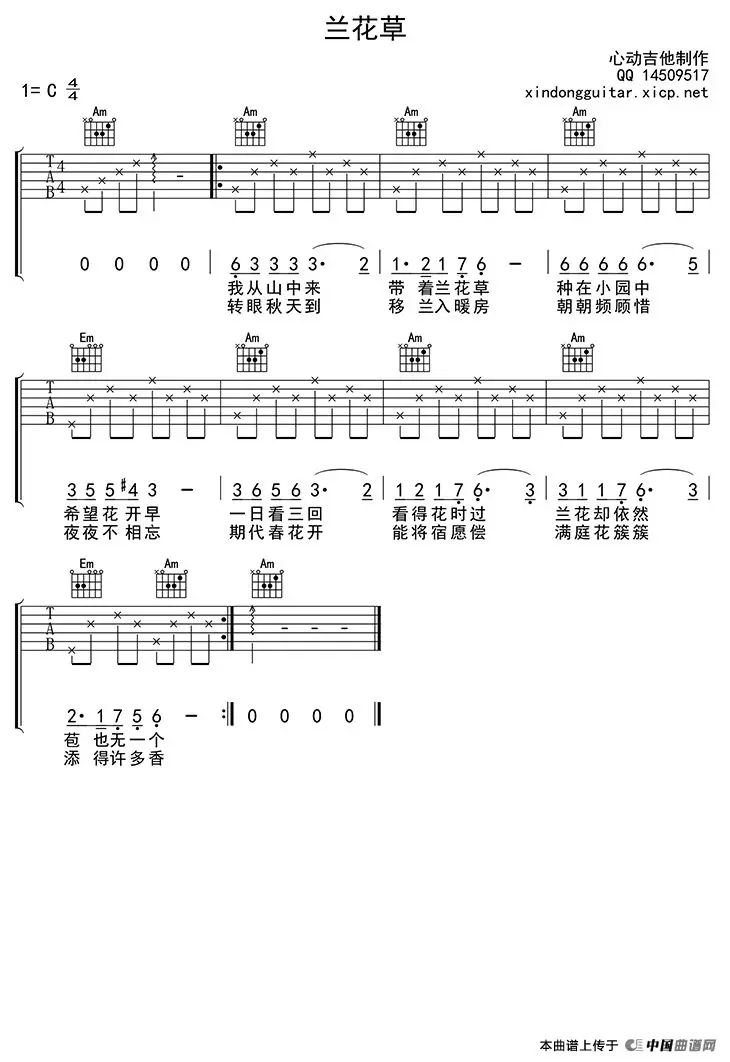 兰花草
心动吉他制作
QQ 14509517
1= C 4/4
xindongguitar.xicp.net
Am Am Am Am
T A B 4 4
0 0 0 0 | 6 3 3 3 3· 2 | 1· 2 1 7 6 – | 6 6 6 6 6· 5
我从山中来 带 着兰花草 种在小园中
转眼秋天到 移 兰入暖房 朝朝频顾惜
Em Am Am Am
T A B
3 5 5 #4 3 – | 3 6 5 6 3· 2 | 1 2 1 7 6· 3 | 3 1 1 7 6· 3
希望花开早 一日看三回 看得花时过 兰花却依然
夜夜不相忘 期代春花开 能将宿愿偿 满庭花簇簇
Em Am Am
T A B
2· 1 7 5 6 – :‖ 0 0 0 0 ‖
苞 也无一个
添 得许多香
本曲谱上传于 中国曲谱网